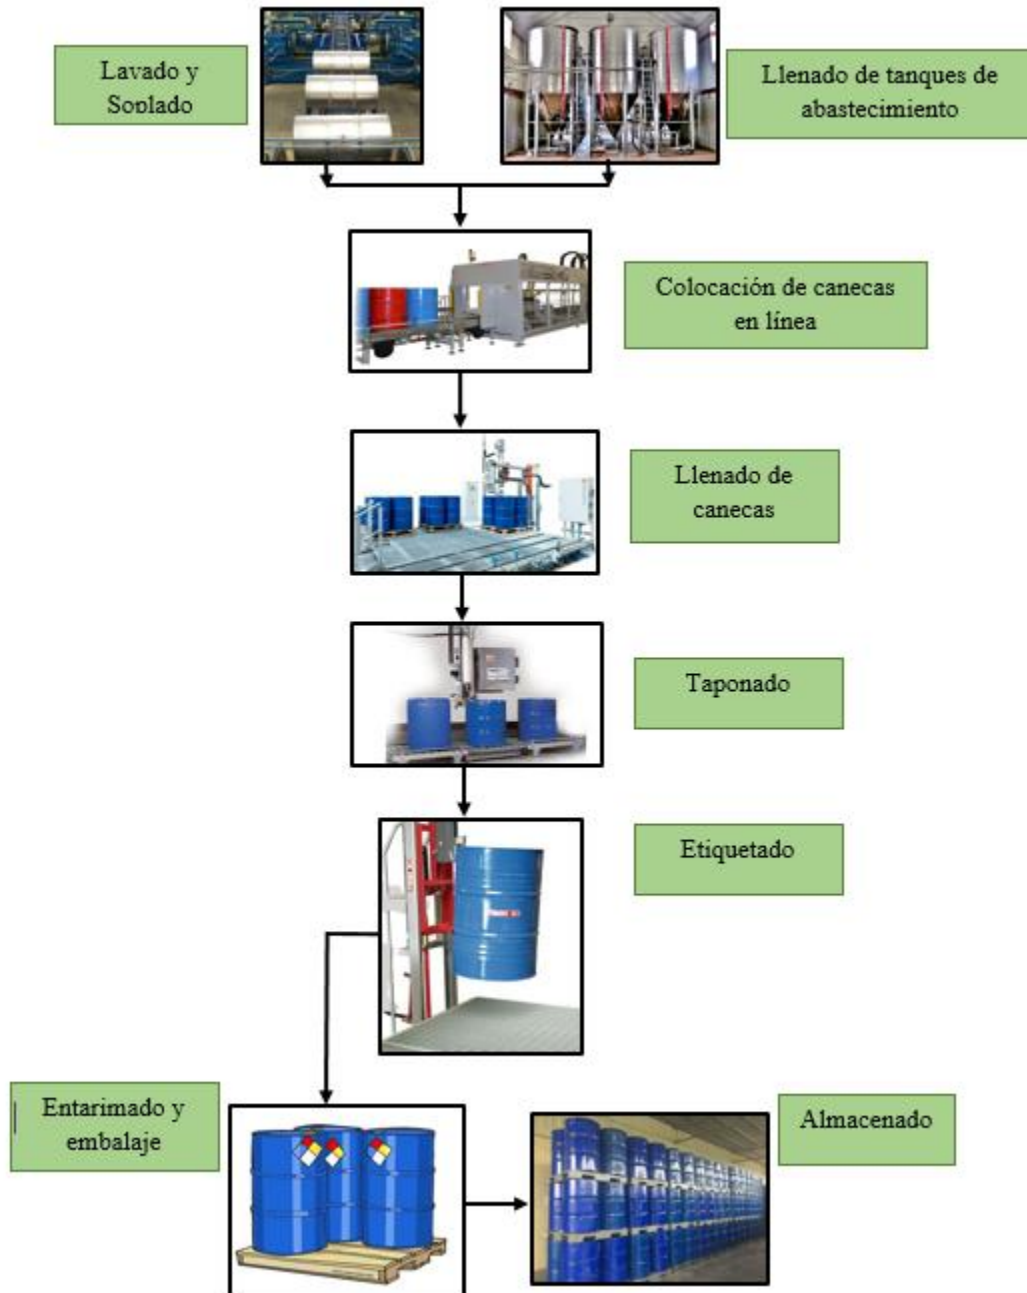 Lavado y
Soplado
Llenado de tanques de
abastecimiento
Colocación de canecas
en línea
Llenado de
canecas
Taponado
Etiquetado
Entarimado y
embalaje
Almacenado